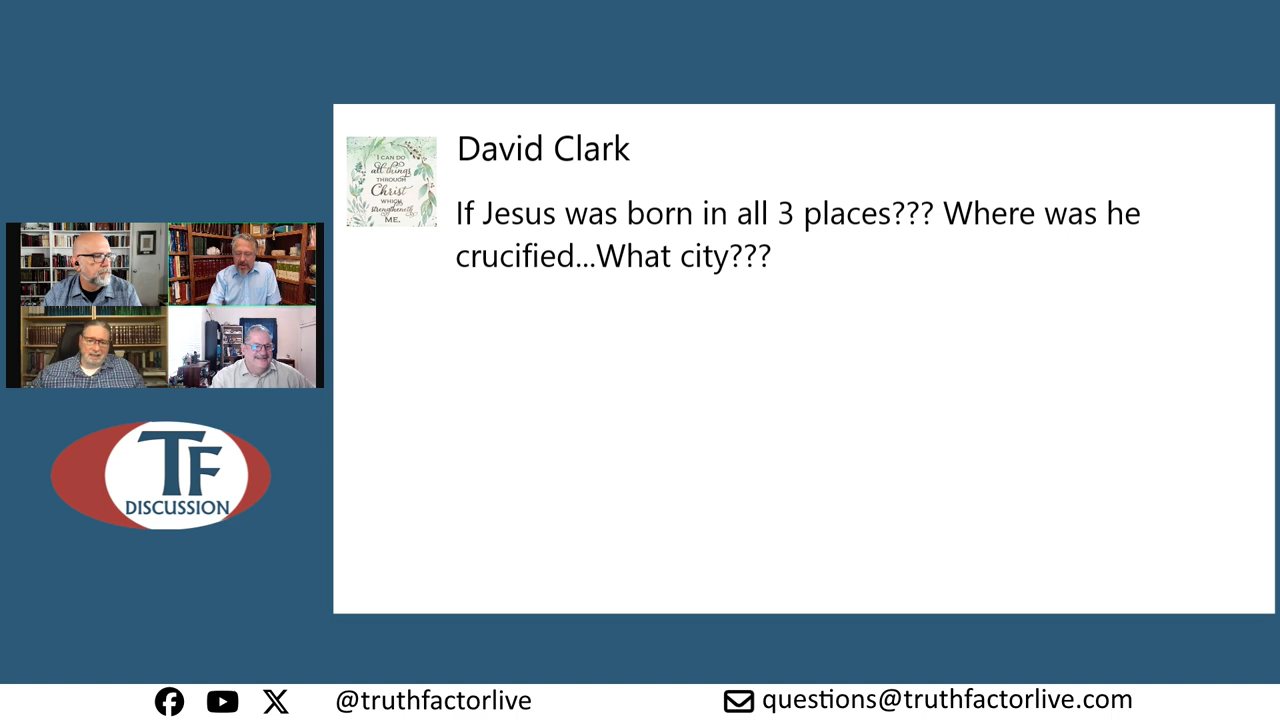 David Clark
I CAN DO
all things
THROUGH
Christ
WHICH
strengtheneth
ME.
If Jesus was born in all 3 places??? Where was he
crucified...What city???
TF
DISCUSSION
@truthfactorlive
questions@truthfactorlive.com